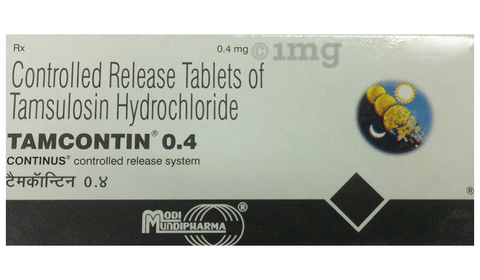 Rx 0.4 mg ©1mg
Controlled Release Tablets of
Tamsulosin Hydrochloride
TAMCONTIN® 0.4
CONTINUS® controlled release system
टैमकॉन्टिन ०.४
®
MODI
MUNDIPHARMA ®